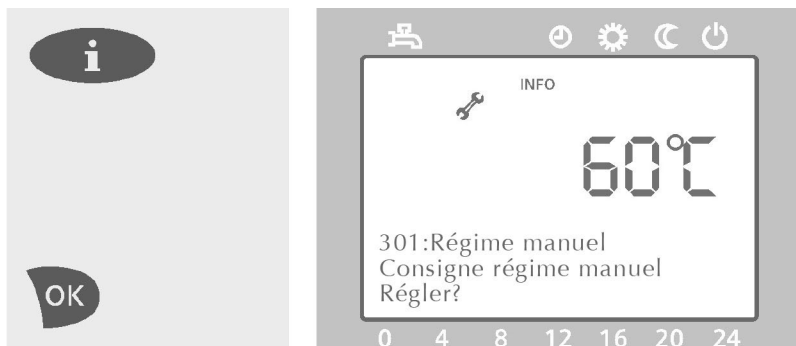 i
OK
INFO
60°C
301:Régime manuel
Consigne régime manuel
Régler?
0 4 8 12 16 20 24